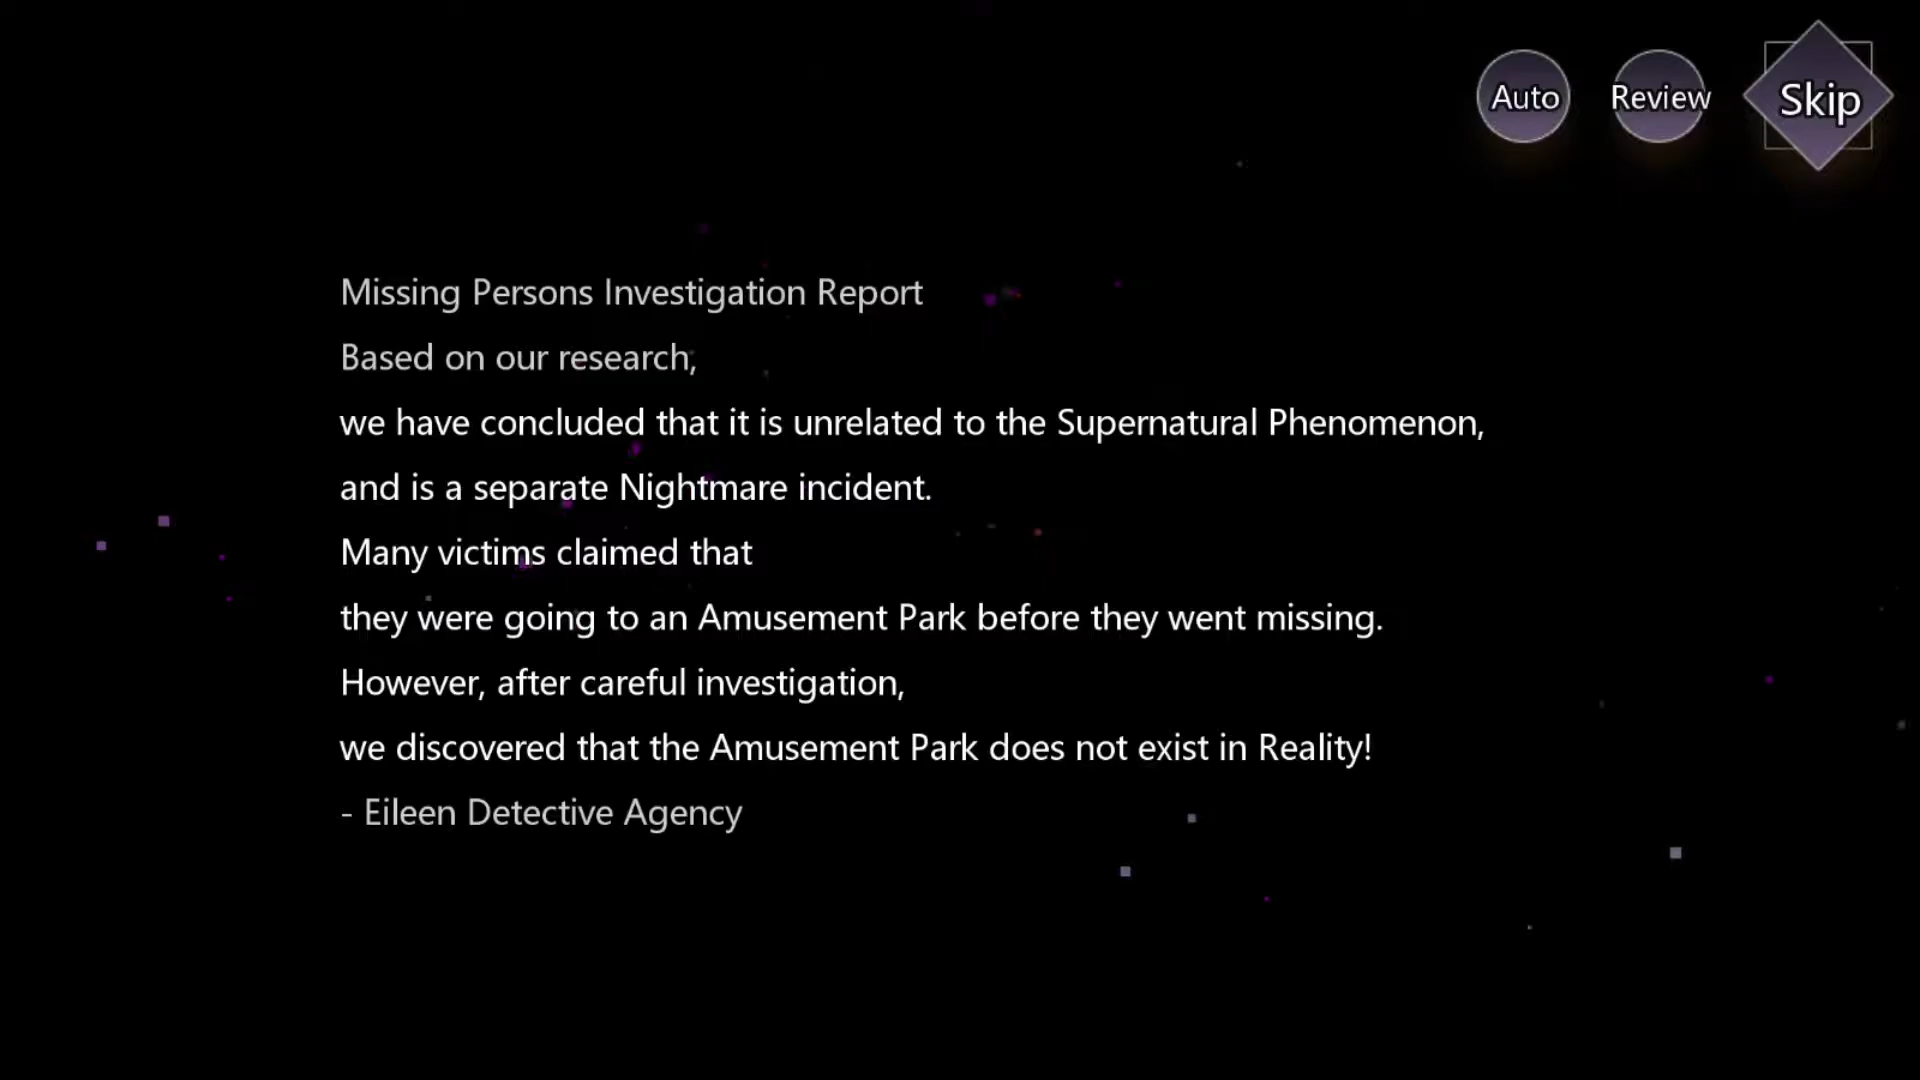 Auto
Review
Skip
Missing Persons Investigation Report
Based on our research,
we have concluded that it is unrelated to the Supernatural Phenomenon,
and is a separate Nightmare incident.
Many victims claimed that
they were going to an Amusement Park before they went missing.
However, after careful investigation,
we discovered that the Amusement Park does not exist in Reality!
- Eileen Detective Agency